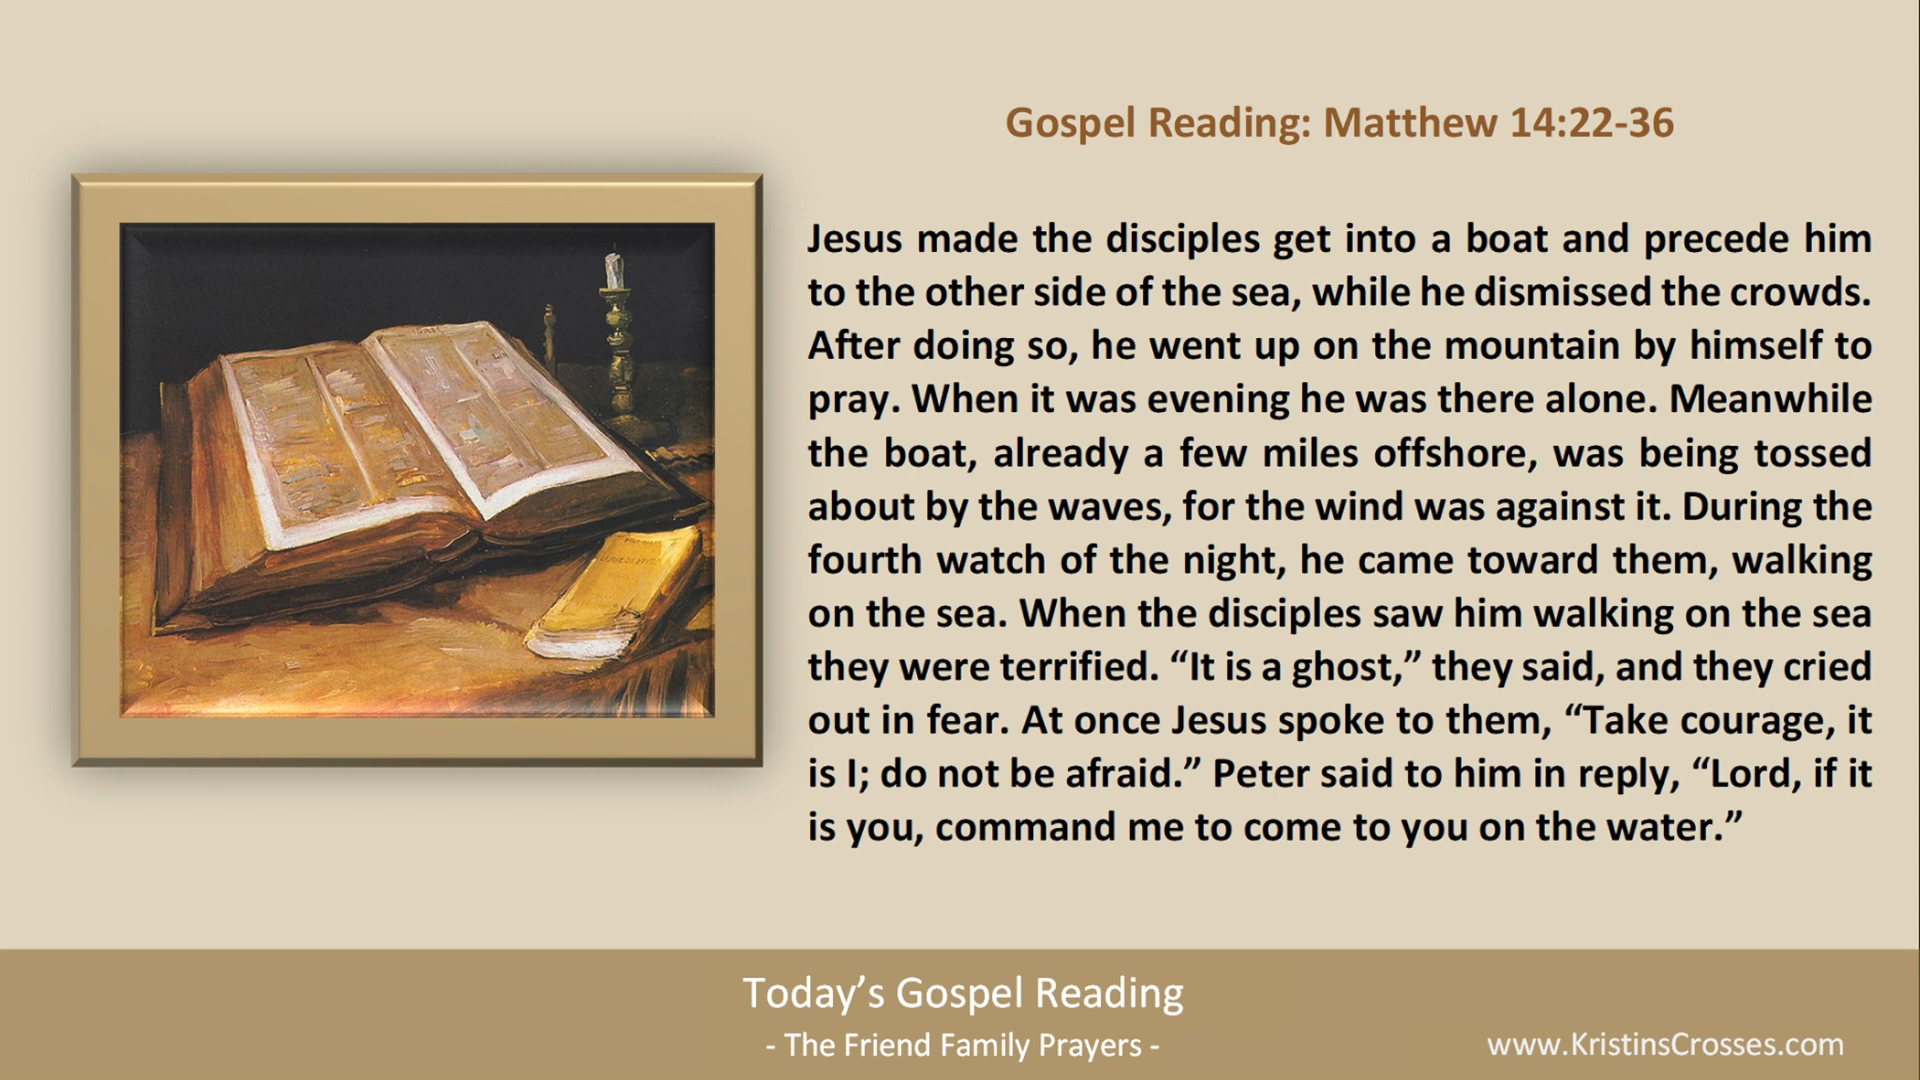 Gospel Reading: Matthew 14:22-36
Jesus made the disciples get into a boat and precede him
to the other side of the sea, while he dismissed the crowds.
After doing so, he went up on the mountain by himself to
pray. When it was evening he was there alone. Meanwhile
the boat, already a few miles offshore, was being tossed
about by the waves, for the wind was against it. During the
fourth watch of the night, he came toward them, walking
on the sea. When the disciples saw him walking on the sea
they were terrified. “It is a ghost,” they said, and they cried
out in fear. At once Jesus spoke to them, “Take courage, it
is I; do not be afraid.” Peter said to him in reply, “Lord, if it
is you, command me to come to you on the water.”
Today’s Gospel Reading
- The Friend Family Prayers -
www.KristinsCrosses.com